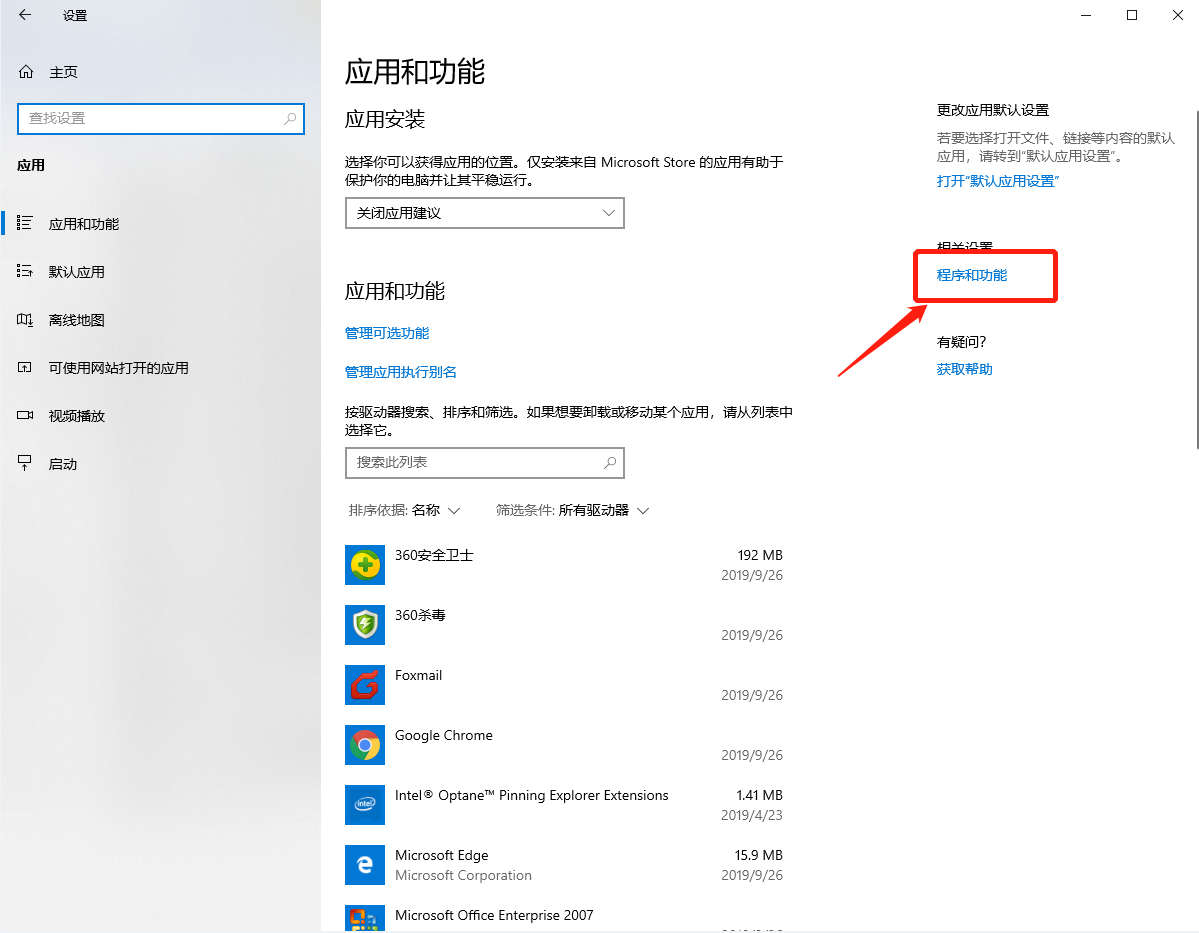 设置
主页
查找设置
应用
应用和功能
默认应用
离线地图
可使用网站打开的应用
视频播放
启动
应用和功能
应用安装
选择你可以获得应用的位置。仅安装来自 Microsoft Store 的应用有助于
保护你的电脑并让其平稳运行。
关闭应用建议
应用和功能
管理可选功能
管理应用执行别名
按驱动器搜索、排序和筛选。如果想要卸载或移动某个应用，请从列表中
选择它。
搜索此列表
排序依据: 名称 筛选条件: 所有驱动器
360安全卫士 192 MB
2019/9/26
360杀毒
2019/9/26
Foxmail
2019/9/26
Google Chrome
2019/9/26
Intel® Optane™ Pinning Explorer Extensions 1.41 MB
2019/4/23
intel
Microsoft Edge 15.9 MB
Microsoft Corporation 2019/9/26
Microsoft Office Enterprise 2007
更改应用默认设置
若要选择打开文件、链接等内容的默认
应用，请转到“默认应用设置”。
打开“默认应用设置”
相关设置
程序和功能
有疑问?
获取帮助